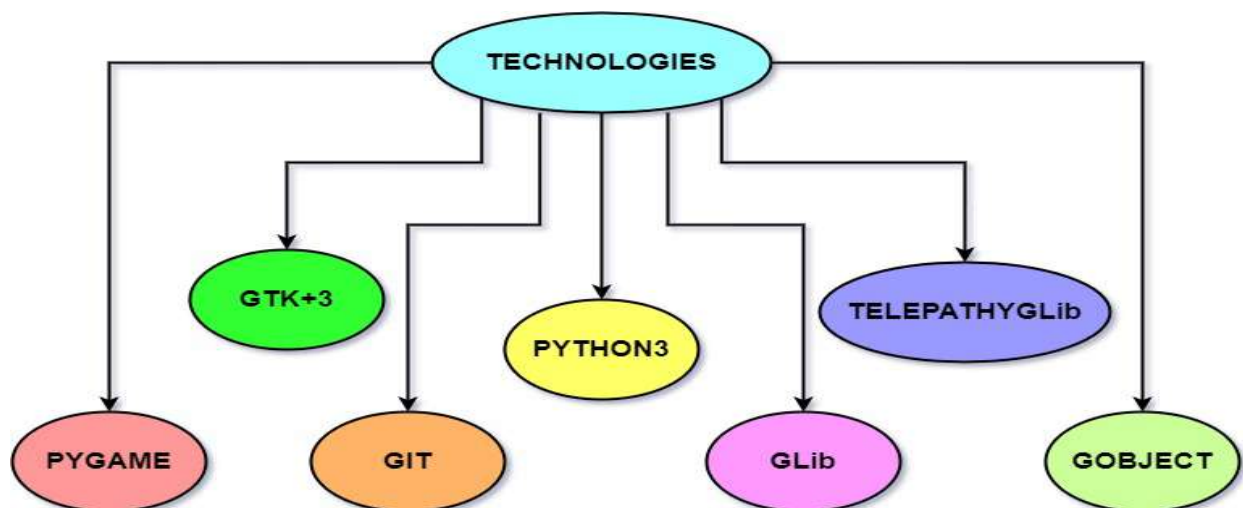 TECHNOLOGIES
GTK+3
TELEPATHYGLib
PYTHON3
PYGAME
GIT
GLib
GOBJECT